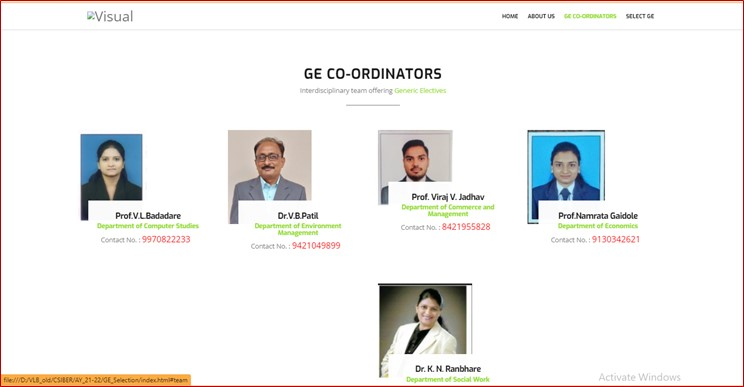 Visual
HOME ABOUT US GE CO-ORDINATORS SELECT GE
GE CO-ORDINATORS
Interdisciplinary team offering Generic Electives
Prof.V.L.Badadare
Department of Computer Studies
Contact No. : 9970822233
Dr.V.B.Patil
Department of Environment
Management
Contact No. : 9421049899
Prof. Viraj V. Jadhav
Department of Commerce and
Management
Contact No. : 8421955828
Prof.Namrata Gaidole
Department of Economics
Contact No. : 9130342621
Dr. K. N. Ranbhare
Department of Social Work
Activate Windows
file:///D:/VLB_old/CSIBER/AY_21-22/GE_Selection/index.html#team